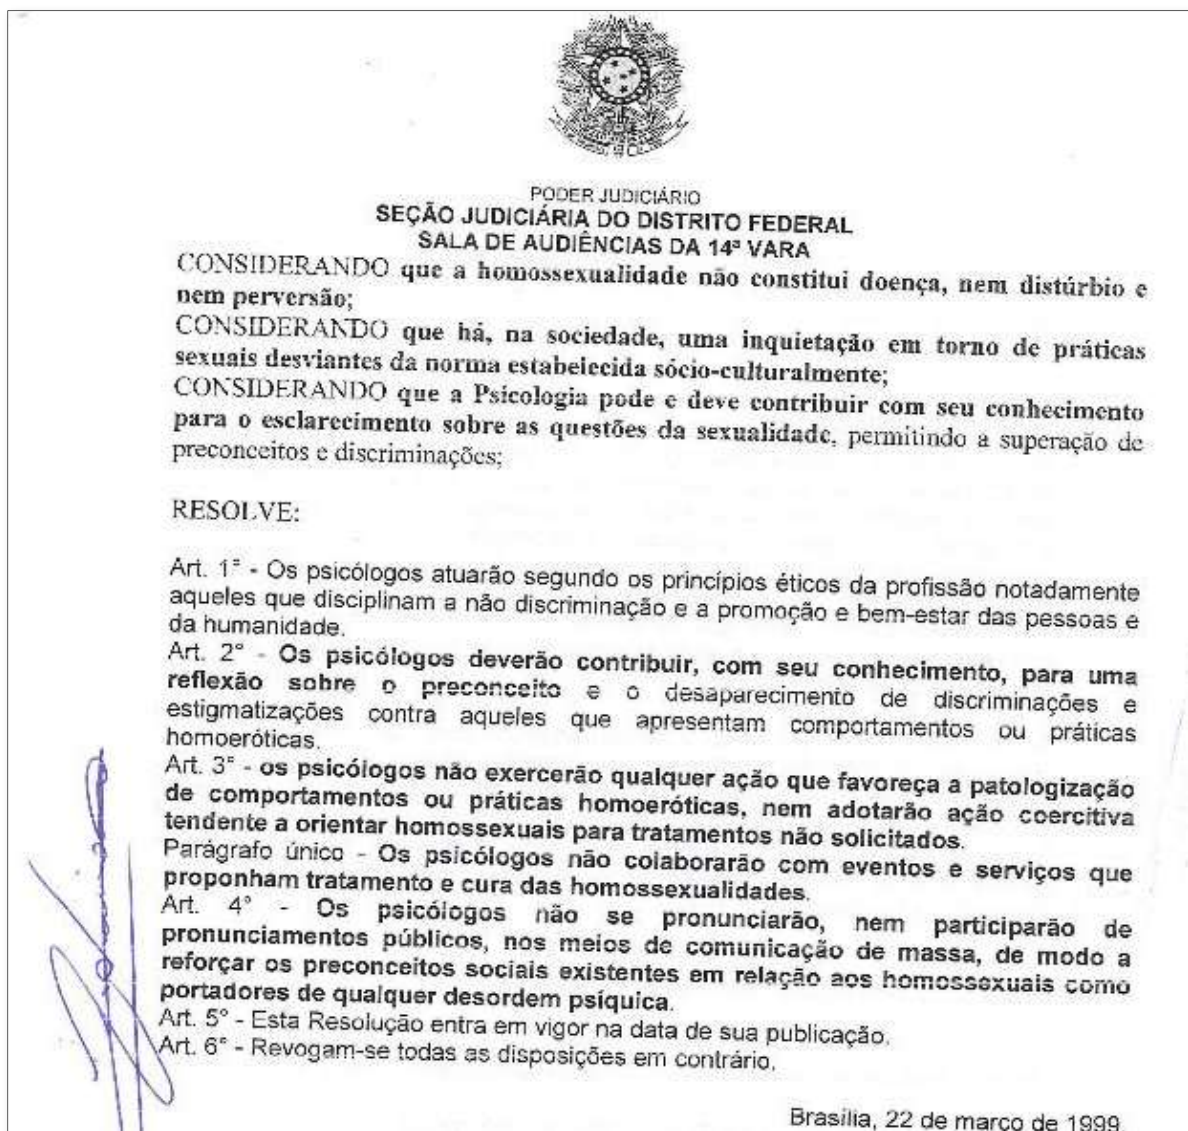 PODER JUDICIÁRIO
SEÇÃO JUDICIÁRIA DO DISTRITO FEDERAL
SALA DE AUDIÊNCIAS DA 14ª VARA
CONSIDERANDO que a homossexualidade não constitui doença, nem distúrbio e
nem perversão;
CONSIDERANDO que há, na sociedade, uma inquietação em torno de práticas
sexuais desviantes da norma estabelecida sócio-culturalmente;
CONSIDERANDO que a Psicologia pode e deve contribuir com seu conhecimento
para o esclarecimento sobre as questões da sexualidade, permitindo a superação de
preconceitos e discriminações;
RESOLVE:
Art. 1° - Os psicólogos atuarão segundo os princípios éticos da profissão notadamente
aqueles que disciplinam a não discriminação e a promoção e bem-estar das pessoas e
da humanidade.
Art. 2° - Os psicólogos deverão contribuir, com seu conhecimento, para uma
reflexão sobre o preconceito e o desaparecimento de discriminações e
estigmatizações contra aqueles que apresentam comportamentos ou práticas
homoeróticas.
Art. 3° - os psicólogos não exercerão qualquer ação que favoreça a patologização
de comportamentos ou práticas homoeróticas, nem adotarão ação coercitiva
tendente a orientar homossexuais para tratamentos não solicitados.
Parágrafo único - Os psicólogos não colaborarão com eventos e serviços que
proponham tratamento e cura das homossexualidades.
Art. 4° - Os psicólogos não se pronunciarão, nem participarão de
pronunciamentos públicos, nos meios de comunicação de massa, de modo a
reforçar os preconceitos sociais existentes em relação aos homossexuais como
portadores de qualquer desordem psíquica.
Art. 5° - Esta Resolução entra em vigor na data de sua publicação.
Art. 6° - Revogam-se todas as disposições em contrário.
Brasília, 22 de março de 1999.